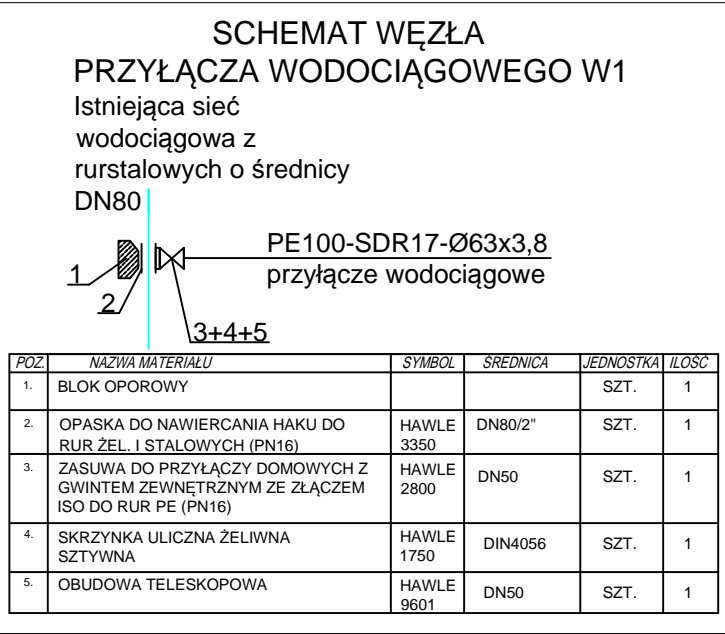 SCHEMAT WĘZŁA
PRZYŁĄCZA WODOCIĄGOWEGO W1
Istniejąca sieć
wodociągowa z
rurstalowych o średnicy
DN80
PE100-SDR17-Ø63x3,8
przyłącze wodociągowe
1
2
3+4+5
POZ. NAZWA MATERIAŁU SYMBOL ŚREDNICA JEDNOSTKA ILOŚĆ
1. BLOK OPOROWY SZT. 1
2. OPASKA DO NAWIERCANIA HAKU DO HAWLE DN80/2" SZT. 1
RUR ŻEL. I STALOWYCH (PN16) 3350
3. ZASUWA DO PRZYŁĄCZY DOMOWYCH Z HAWLE DN50 SZT. 1
GWINTEM ZEWNĘTRZNYM ZE ZŁĄCZEM 2800
ISO DO RUR PE (PN16)
4. SKRZYNKA ULICZNA ŻELIWNA HAWLE DIN4056 SZT. 1
SZTYWNA 1750
5. OBUDOWA TELESKOPOWA HAWLE DN50 SZT. 1
9601